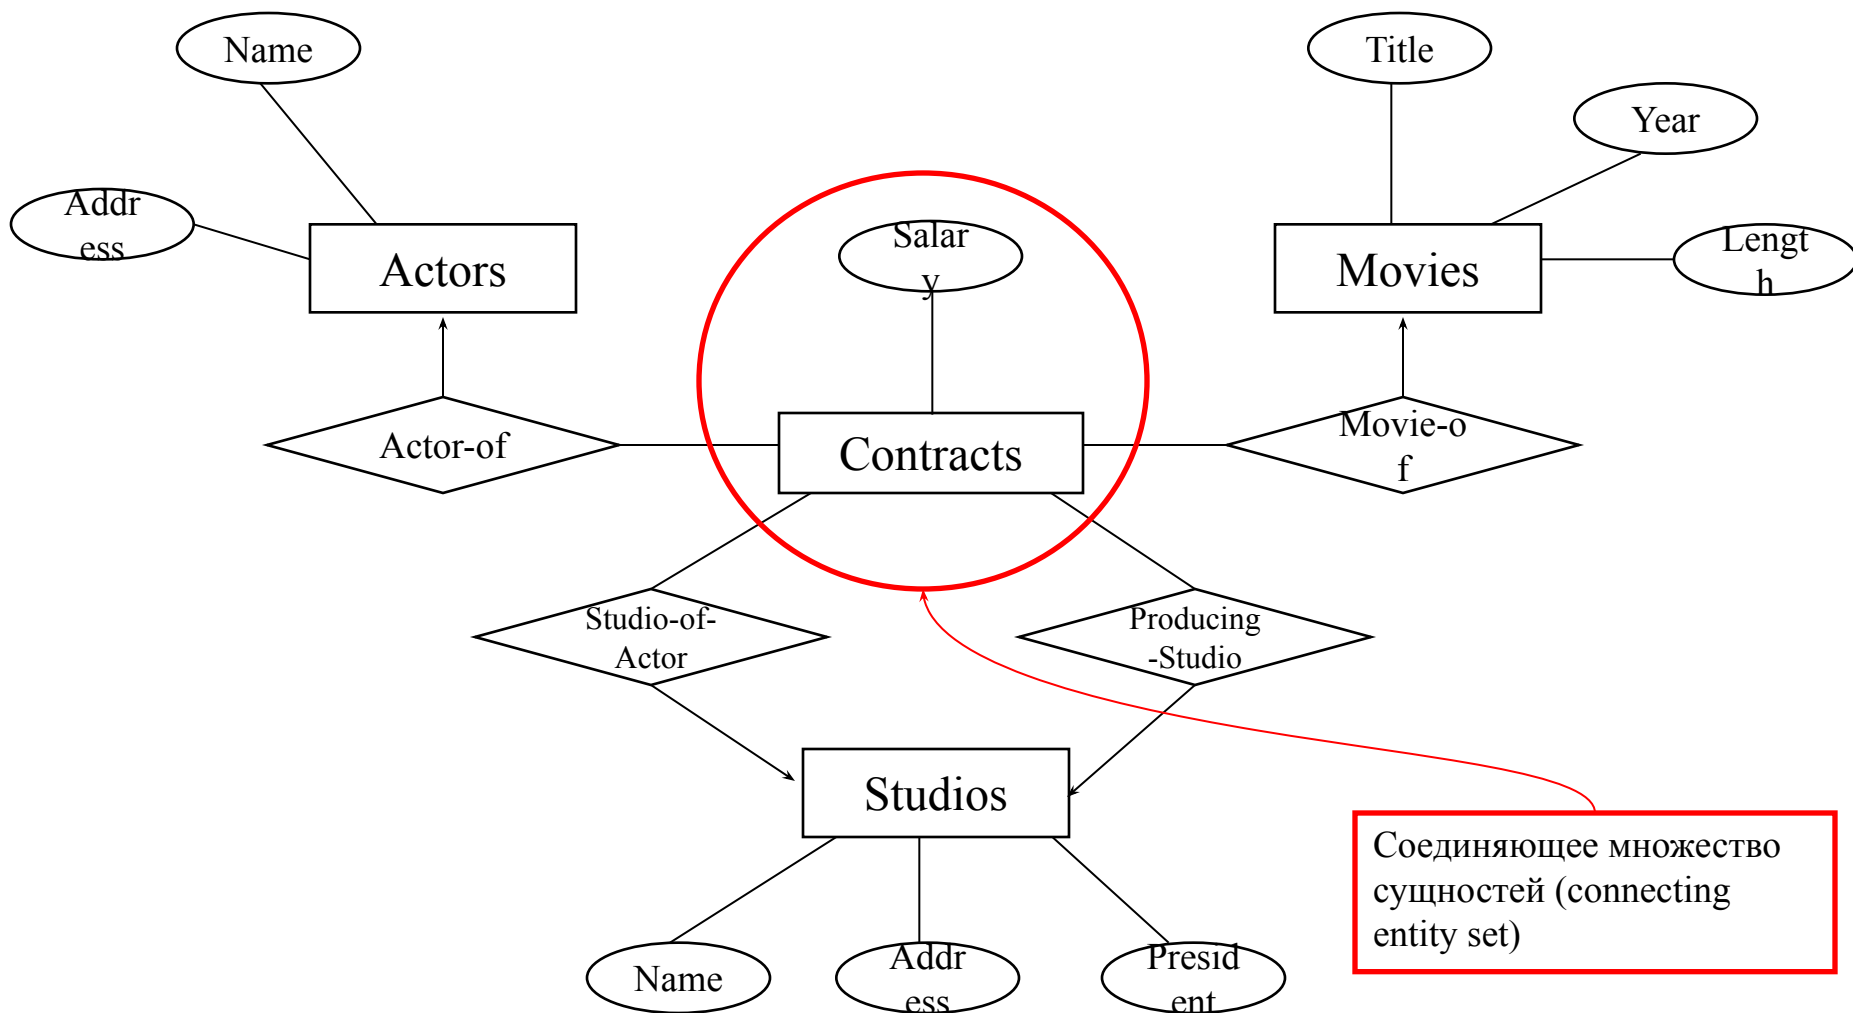 Name
Title
Year
Addr
ess
Actors
Salar
y
Movies
Lengt
h
Actor-of
Contracts
Movie-o
f
Studio-of-
Actor
Producing
-Studio
Studios
Соединяющее множество
сущностей (connecting
entity set)
Name
Addr
ess
Presid
ent